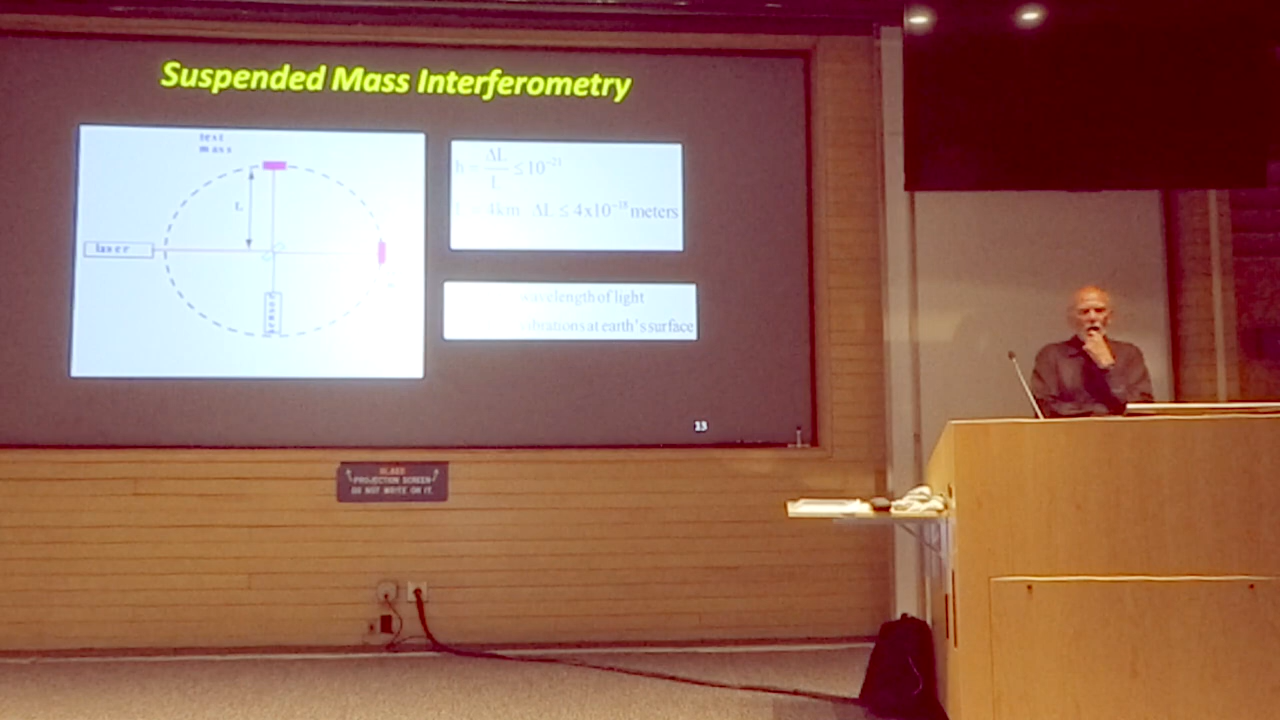 Suspended Mass Interferometry
test
mass
L
laser
h = ΔL/L ≤ 10⁻²¹
L = 4km ΔL ≤ 4x10⁻¹⁸ meters
wavelength of light
vibrations at earth's surface
13
GLASS
PROJECTION SCREEN
DO NOT WRITE ON IT